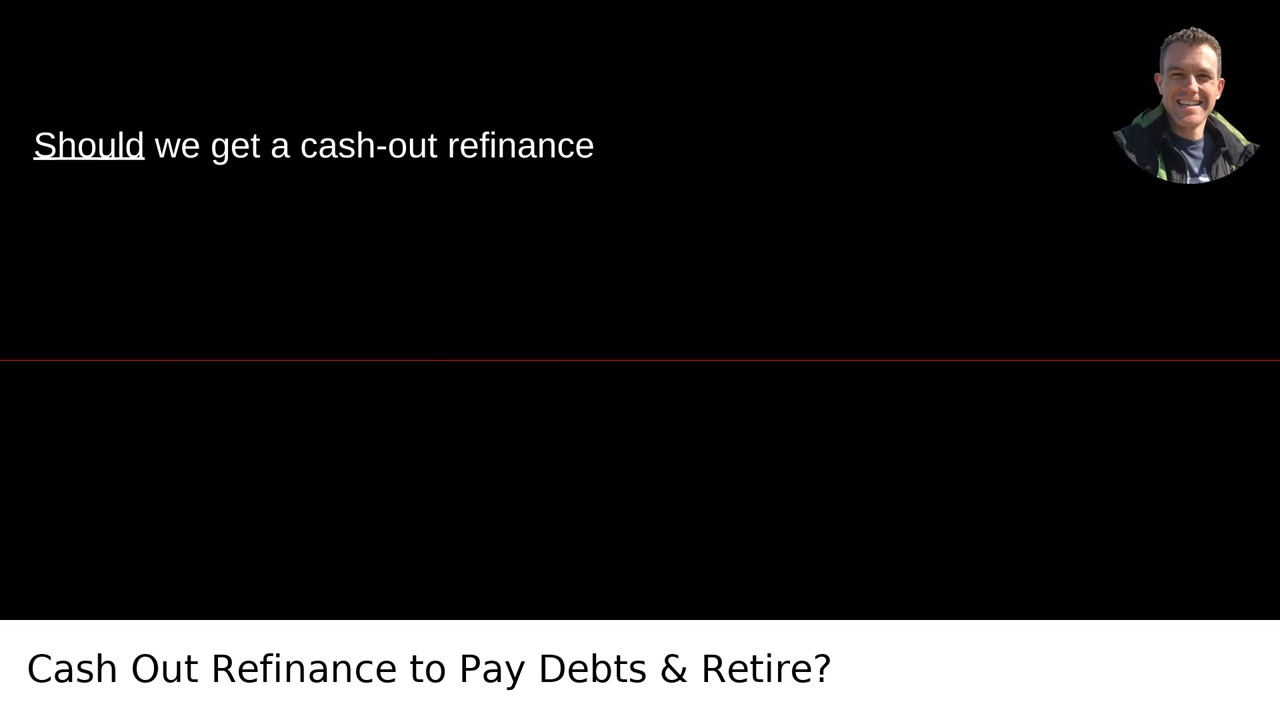 Should we get a cash-out refinance
Cash Out Refinance to Pay Debts & Retire?